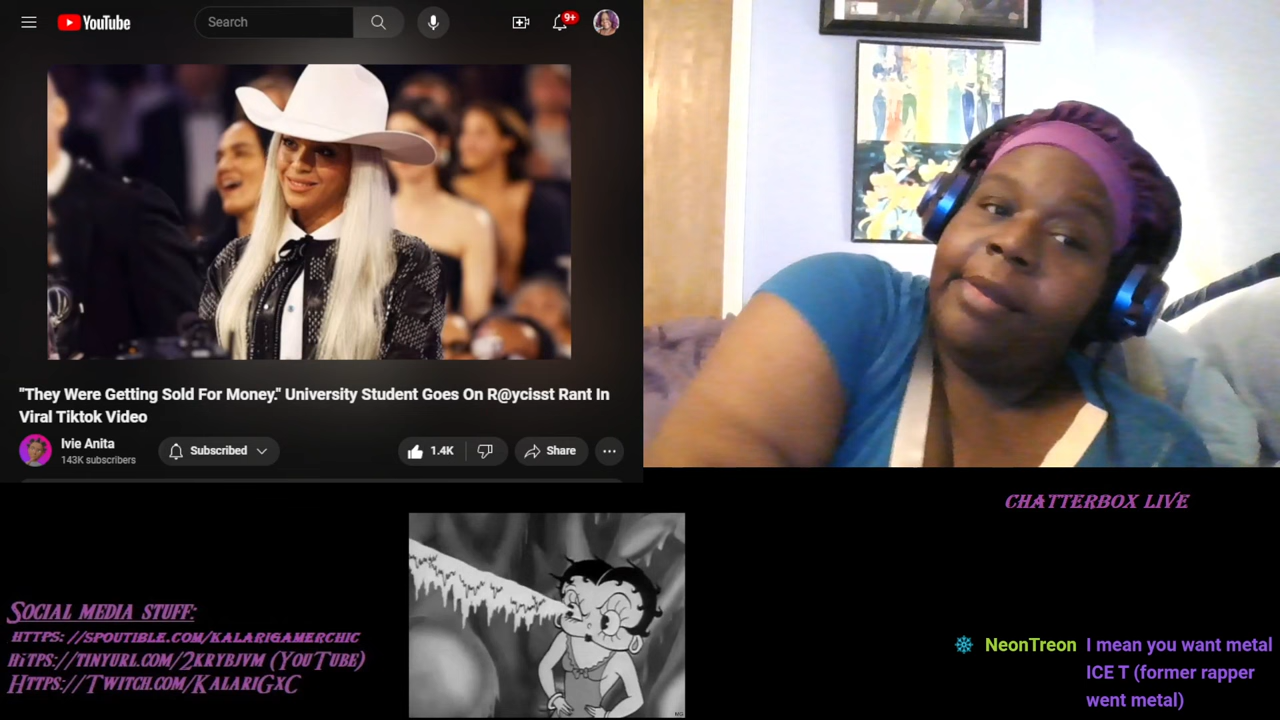 YouTube
Search
9+
"They Were Getting Sold For Money." University Student Goes On R@ycisst Rant In
Viral Tiktok Video
Ivie Anita
143K subscribers
Subscribed
1.4K
Share
CHATTERBOX LIVE
SOCIAL MEDIA STUFF:
HTTPS: //SPOUTIBLE.COM/KALARIGAMERCHIC
HTTPS://TINYURL.COM/2KRYBJVM (YOUTUBE)
HTTPS://TWITCH.COM/KALARIGXC
NeonTreon I mean you want metal
ICE T (former rapper
went metal)